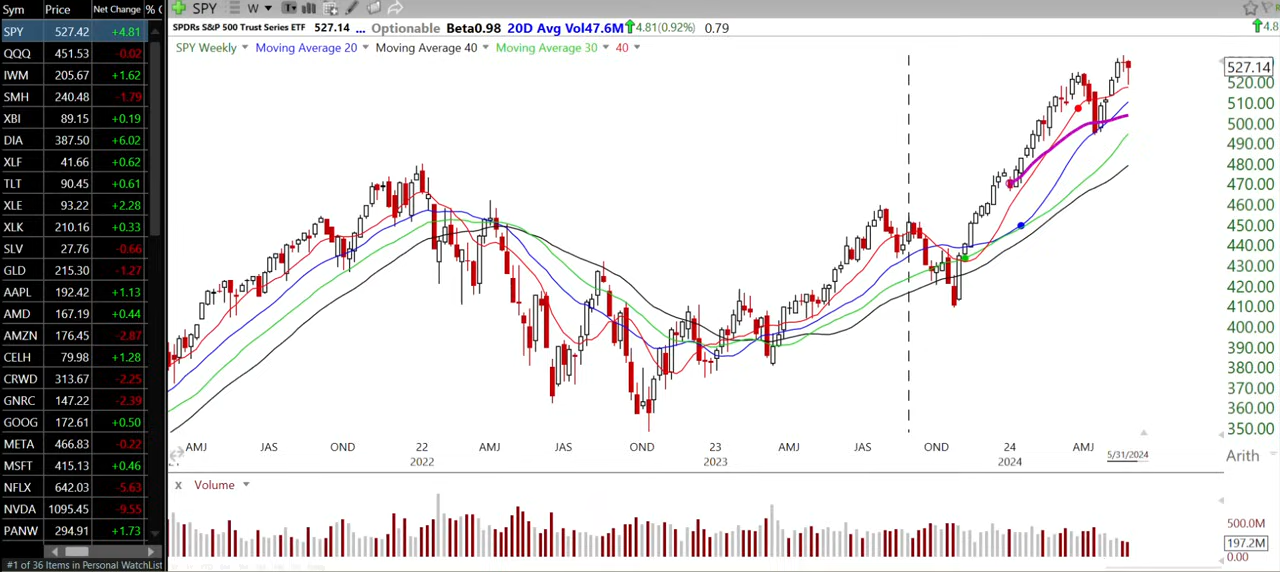 Sym Price Net Change % C
SPY 527.42 +4.81
QQQ 451.53 -0.02
IWM 205.67 +1.62
SMH 240.48 -1.79
XBI 89.15 +0.19
DIA 387.50 +6.02
XLF 41.66 +0.62
TLT 90.45 +0.61
XLE 93.22 +2.28
XLK 210.16 +0.33
SLV 27.76 -0.66
GLD 215.30 -1.27
AAPL 192.42 +1.13
AMD 167.19 +0.44
AMZN 176.45 -2.87
CELH 79.98 +1.28
CRWD 313.67 -2.25
GNRC 147.22 -2.39
GOOG 172.61 +0.50
META 466.83 -0.22
MSFT 415.13 +0.46
NFLX 642.03 -5.63
NVDA 1095.45 -9.55
PANW 294.91 +1.73
#1 of 36 Items in Personal WatchList
SPY W
SPDRs S&P 500 Trust Series ETF 527.14 ... Optionable Beta0.98 20D Avg Vol47.6M 4.81(0.92%) 0.79
4.8
SPY Weekly Moving Average 20 Moving Average 40 Moving Average 30 40
527.14
520.00
510.00
500.00
490.00
480.00
470.00
460.00
450.00
440.00
430.00
420.00
410.00
400.00
390.00
380.00
370.00
360.00
350.00
AMJ JAS OND 22 AMJ JAS OND 23 AMJ JAS OND 24 AMJ
2022 2023 2024 5/31/2024
Arith
X Volume
500.0M
197.2M
0.00